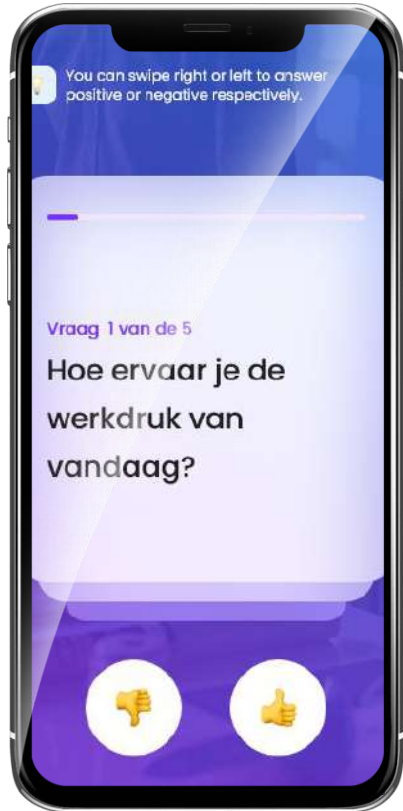 You can swipe right or left to answer
positive or negative respectively.
Vraag 1 van de 5
Hoe ervaar je de
werkdruk van
vandaag?